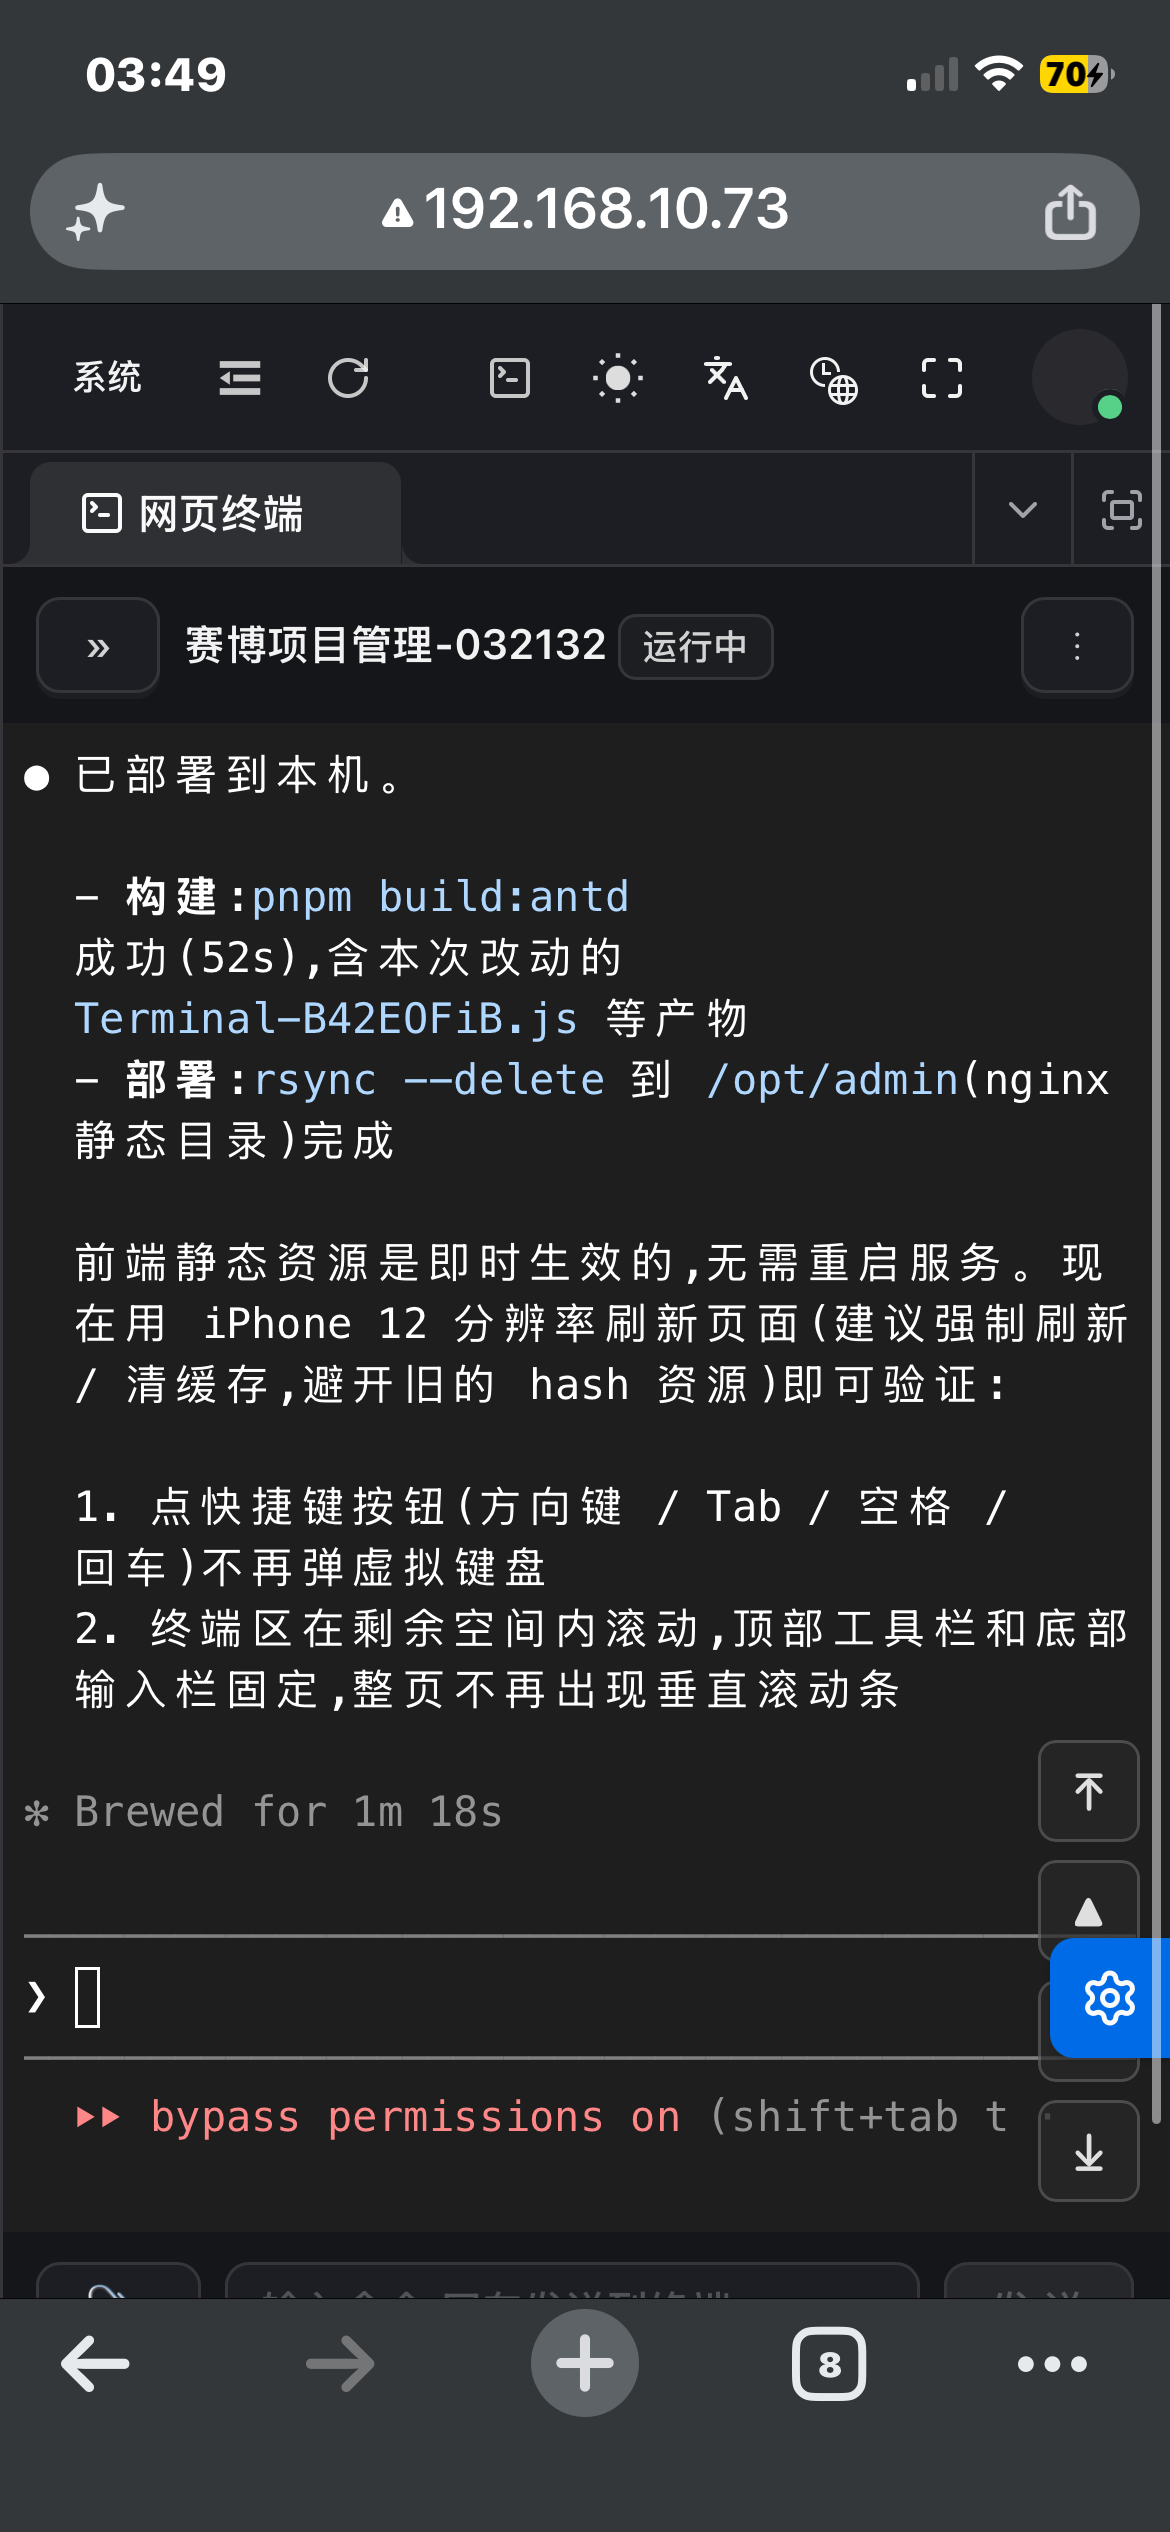 03:49
70
192.168.10.73
系统
网页终端
» 赛博项目管理-032132 运行中
● 已部署到本机。
- 构建:pnpm build:antd
成功(52s),含本次改动的
Terminal-B42EOFiB.js 等产物
- 部署:rsync --delete 到 /opt/admin(nginx
静态目录)完成
前端静态资源是即时生效的,无需重启服务。现
在用 iPhone 12 分辨率刷新页面(建议强制刷新
/ 清缓存,避开旧的 hash 资源)即可验证:
1. 点快捷键按钮(方向键 / Tab / 空格 /
回车)不再弹虚拟键盘
2. 终端区在剩余空间内滚动,顶部工具栏和底部
输入栏固定,整页不再出现垂直滚动条
✻ Brewed for 1m 18s
❯
▶▶ bypass permissions on (shift+tab t
8